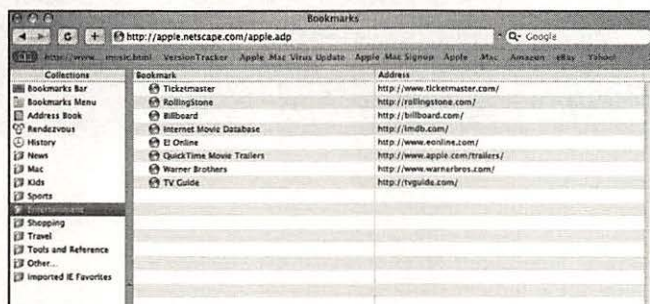 Bookmarks
http://apple.netscape.com/apple.adp
Google
http://www. music.html VersionTracker Apple Mac Virus Update Apple Mac Signup Apple .Mac Amazon eBay Yahoo!
Collections Bookmark Address
Bookmarks Bar Ticketmaster http://www.ticketmaster.com/
Bookmarks Menu RollingStone http://rollingstone.com/
Address Book Billboard http://billboard.com/
Rendezvous Internet Movie Database http://imdb.com/
History E! Online http://www.eonline.com/
News QuickTime Movie Trailers http://www.apple.com/trailers/
Mac Warner Brothers http://www.warnerbros.com/
Kids TV Guide http://tvguide.com/
Sports
Entertainment
Shopping
Travel
Tools and Reference
Other...
Imported IE Favorites